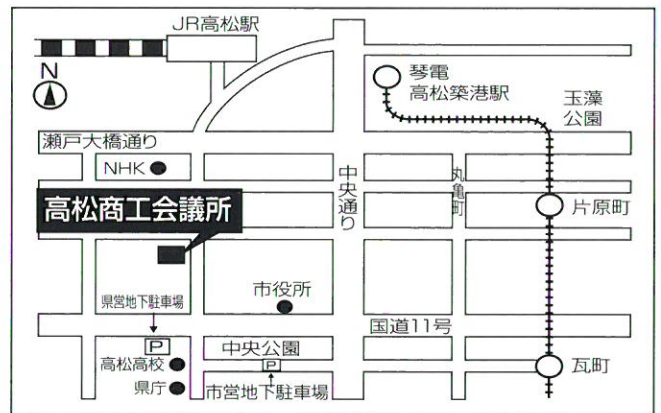 JR高松駅
N
琴電
高松築港駅
玉藻
公園
瀬戸大橋通り
NHK
中央通り
丸亀町
片原町
高松商工会議所
県営地下駐車場
市役所
国道11号
P
中央公園
P
高松高校
県庁
市営地下駐車場
瓦町